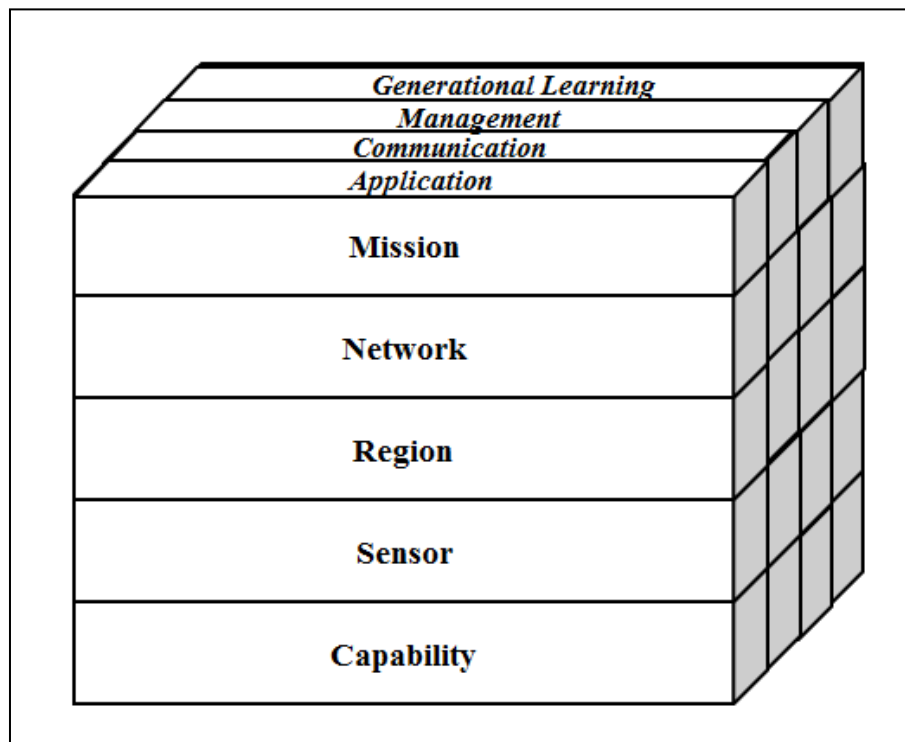 Generational Learning
Management
Communication
Application
Mission
Network
Region
Sensor
Capability